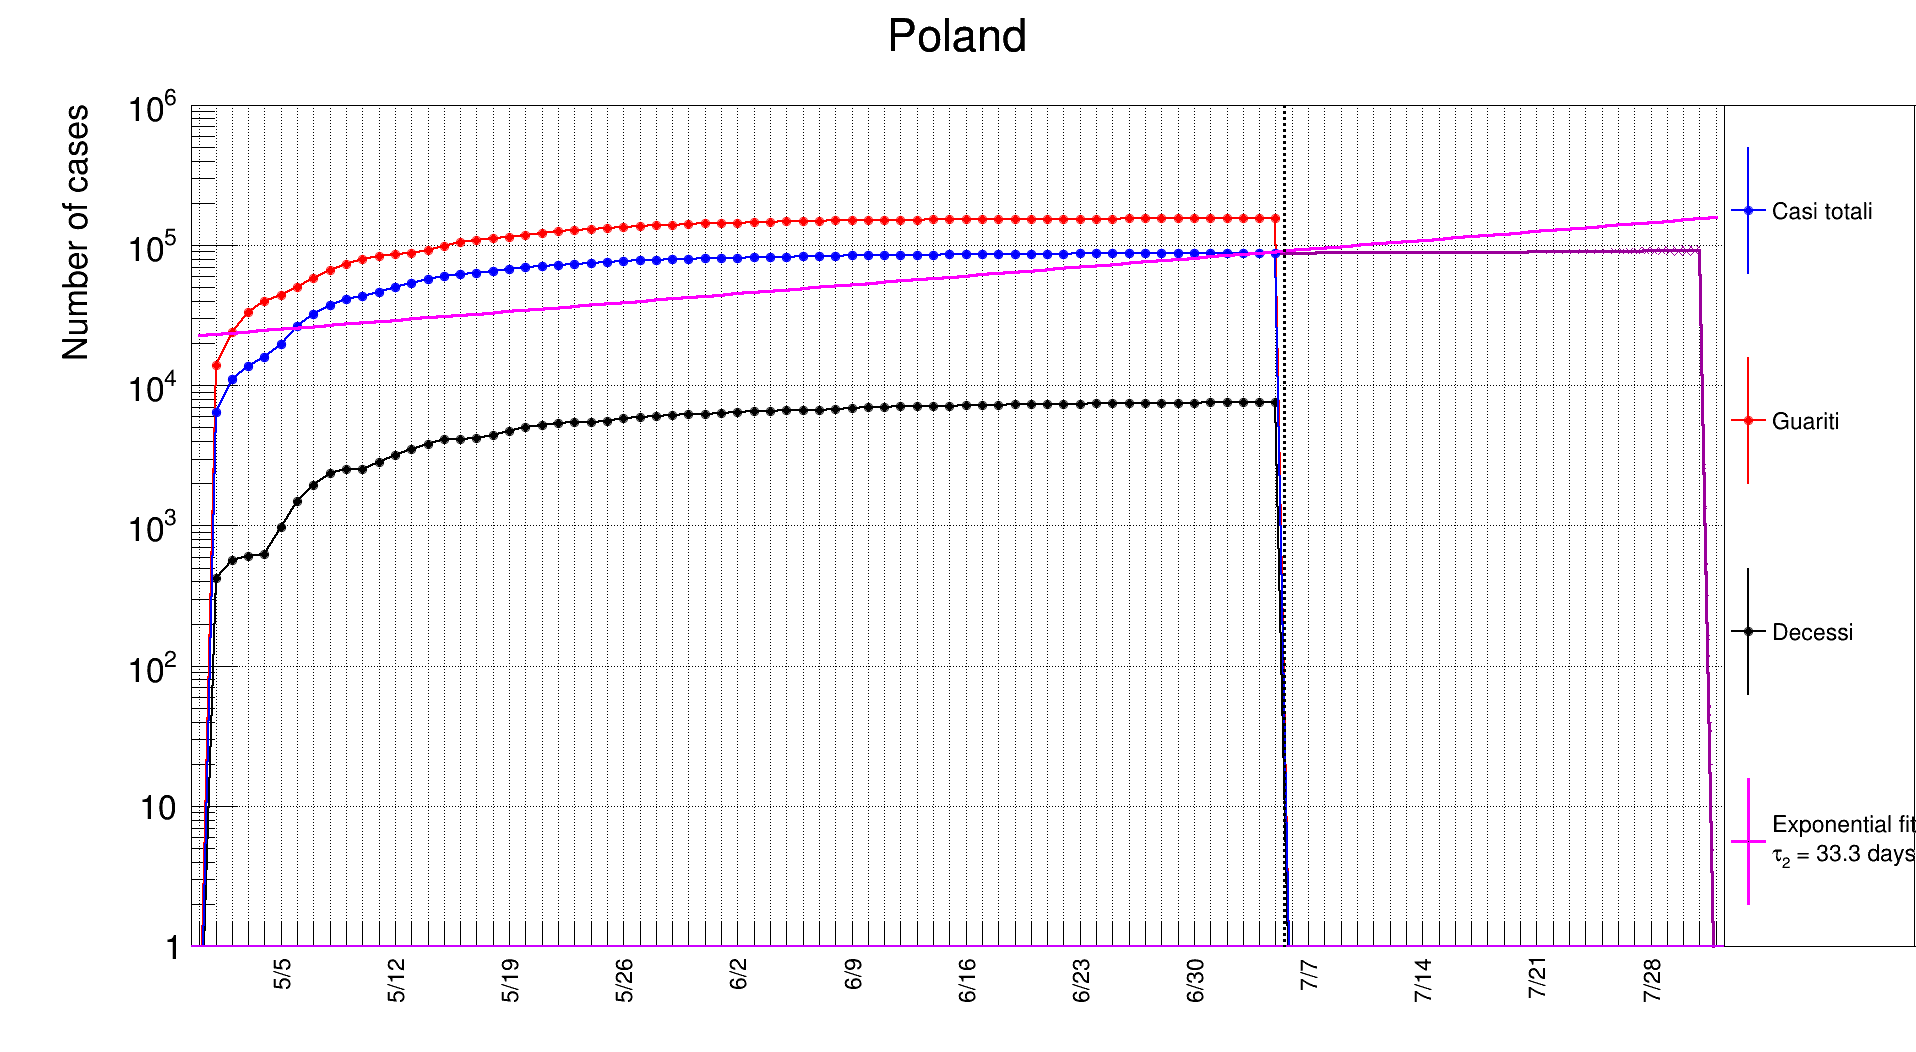 Poland
Number of cases
10^6
10^5
10^4
10^3
10^2
10
1
5/5
5/12
5/19
5/26
6/2
6/9
6/16
6/23
6/30
7/7
7/14
7/21
7/28
Casi totali
Guariti
Decessi
Exponential fit
τ_2 = 33.3 days